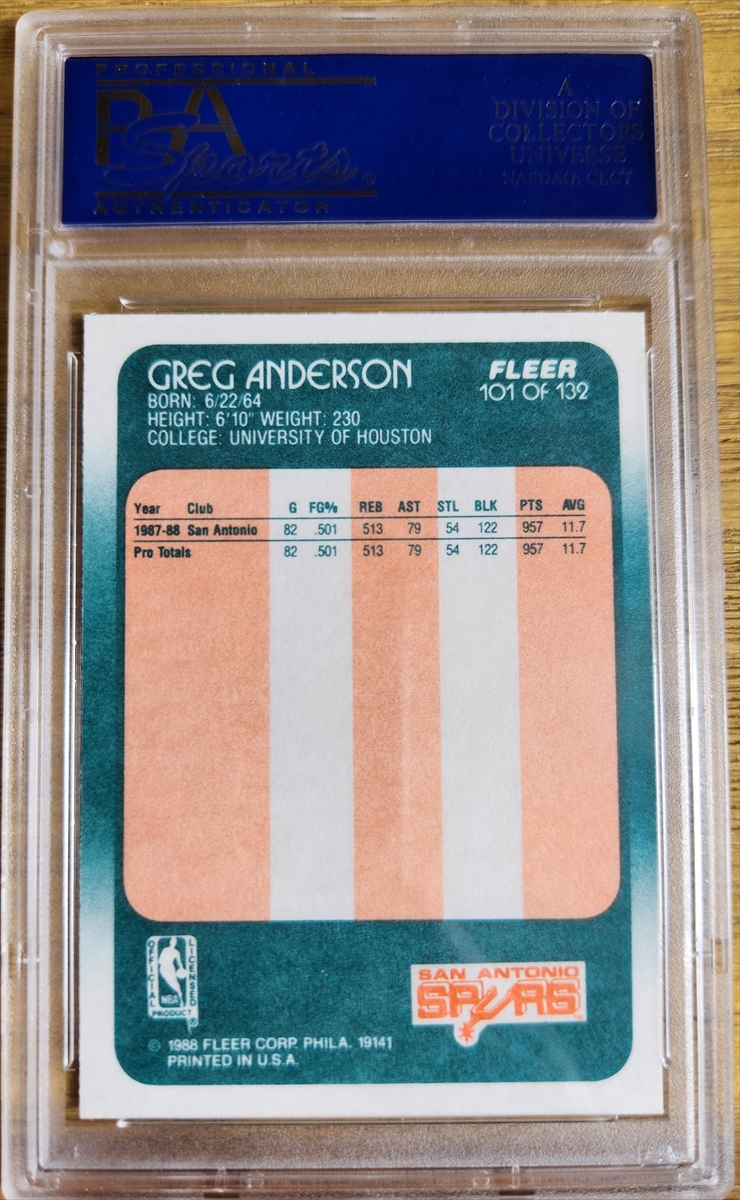 PROFESSIONAL
PSA
Sports®
AUTHENTICATOR
A
DIVISION OF
COLLECTORS
UNIVERSE
NASDAQ: CLCT
GREG ANDERSON
BORN: 6/22/64
HEIGHT: 6'10" WEIGHT: 230
COLLEGE: UNIVERSITY OF HOUSTON
FLEER
101 OF 132
Year Club G FG% REB AST STL BLK PTS AVG
1987-88 San Antonio 82 .501 513 79 54 122 957 11.7
Pro Totals 82 .501 513 79 54 122 957 11.7
OFFICIAL
NBA
LICENSED
PRODUCT ®
SAN ANTONIO
SPURS ™
© 1988 FLEER CORP. PHILA. 19141
PRINTED IN U.S.A.